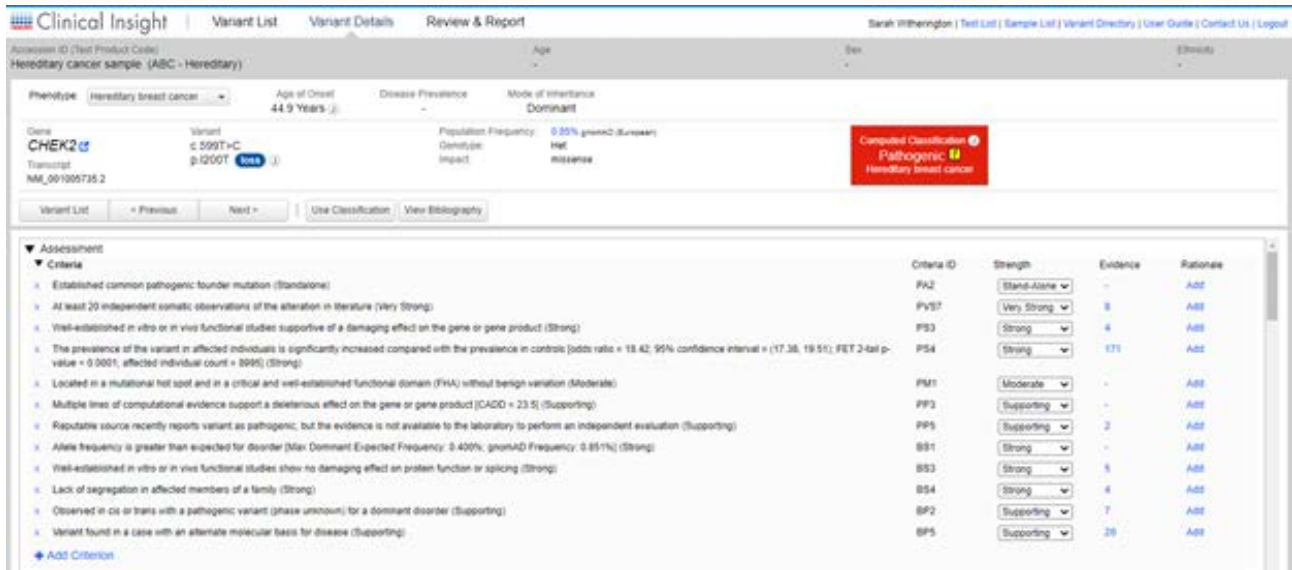 Clinical Insight Variant List Variant Details Review & Report Sarah Witherington | Test List | Sample List | Variant Directory | User Guide | Contact Us | Logout
Accession ID (Test Product Code) Age Sex Ethnicity
Hereditary cancer sample (ABC - Hereditary) - - -
Phenotype: Hereditary breast cancer Age of Onset Disease Prevalence Mode of Inheritance
44.9 Years - Dominant
Gene Variant Population Frequency: 0.85% gnomAD (European)
CHEK2 c.599T>C Genotype: Het Computed Classification
Transcript p.I200T loss Impact: missense Pathogenic
NM_001005735.2 Hereditary breast cancer
Variant List < Previous Next > Use Classification View Bibliography
Assessment
Criteria Criteria ID Strength Evidence Rationale
x Established common pathogenic founder mutation (Standalone) PA2 Stand-Alone - Add
x At least 20 independent somatic observations of the alteration in literature (Very Strong) PVS7 Very Strong 8 Add
x Well-established in vitro or in vivo functional studies supportive of a damaging effect on the gene or gene product (Strong) PS3 Strong 4 Add
x The prevalence of the variant in affected individuals is significantly increased compared with the prevalence in controls [odds ratio = 18.42; 95% confidence interval = (17.38, 19.51); FET 2-tail p- PS4 Strong 171 Add
value = 0.0001; affected individual count = 8995] (Strong)
x Located in a mutational hot spot and in a critical and well-established functional domain (FHA) without benign variation (Moderate) PM1 Moderate - Add
x Multiple lines of computational evidence support a deleterious effect on the gene or gene product [CADD = 23.5] (Supporting) PP3 Supporting - Add
x Reputable source recently reports variant as pathogenic, but the evidence is not available to the laboratory to perform an independent evaluation (Supporting) PP5 Supporting 2 Add
x Allele frequency is greater than expected for disorder [Max Dominant Expected Frequency: 0.400%; gnomAD Frequency: 0.851%] (Strong) BS1 Strong - Add
x Well-established in vitro or in vivo functional studies show no damaging effect on protein function or splicing (Strong) BS3 Strong 5 Add
x Lack of segregation in affected members of a family (Strong) BS4 Strong 4 Add
x Observed in cis or trans with a pathogenic variant (phase unknown) for a dominant disorder (Supporting) BP2 Supporting 7 Add
x Variant found in a case with an alternate molecular basis for disease (Supporting) BP5 Supporting 26 Add
Add Criterion